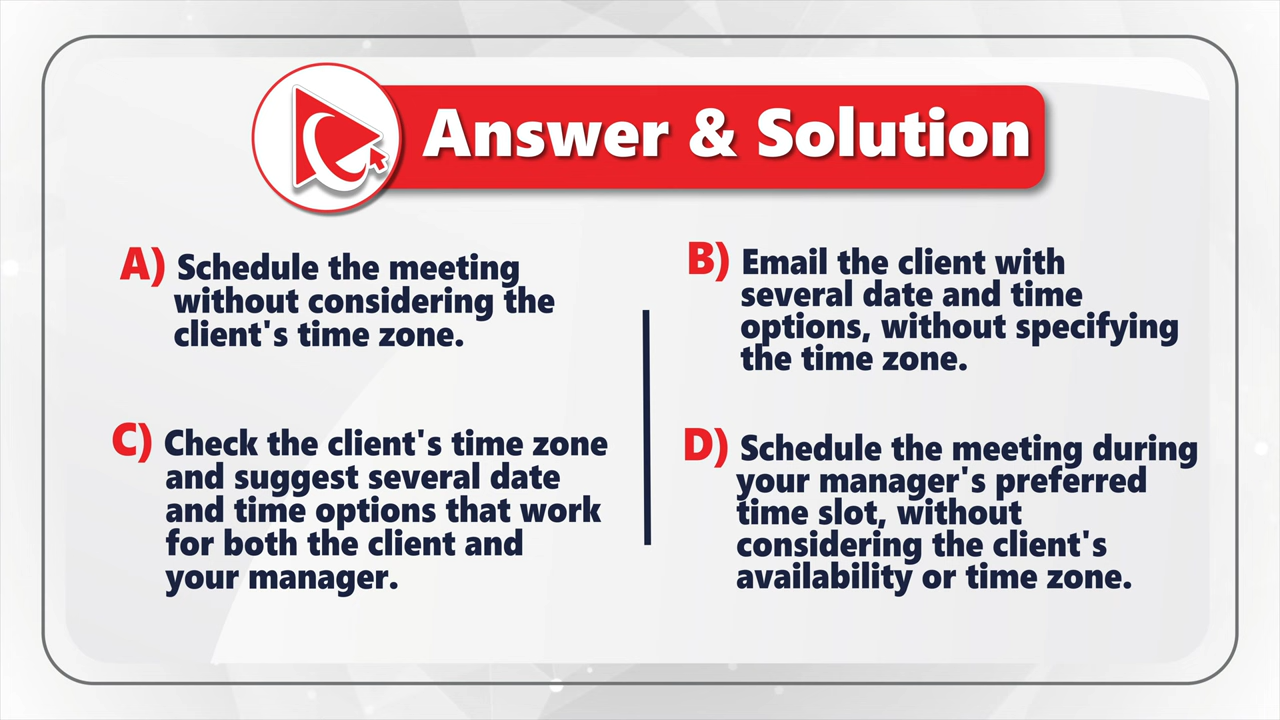 Answer & Solution
A) Schedule the meeting
without considering the
client's time zone.
B) Email the client with
several date and time
options, without specifying
the time zone.
C) Check the client's time zone
and suggest several date
and time options that work
for both the client and
your manager.
D) Schedule the meeting during
your manager's preferred
time slot, without
considering the client's
availability or time zone.